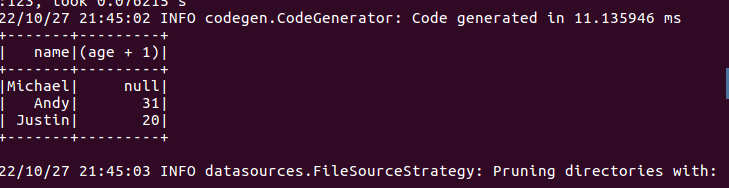 :123, took 0.076215 s
22/10/27 21:45:02 INFO codegen.CodeGenerator: Code generated in 11.135946 ms
+-------+---------+
|   name|(age + 1)|
+-------+---------+
|Michael|     null|
|   Andy|       31|
| Justin|       20|
+-------+---------+
22/10/27 21:45:03 INFO datasources.FileSourceStrategy: Pruning directories with: